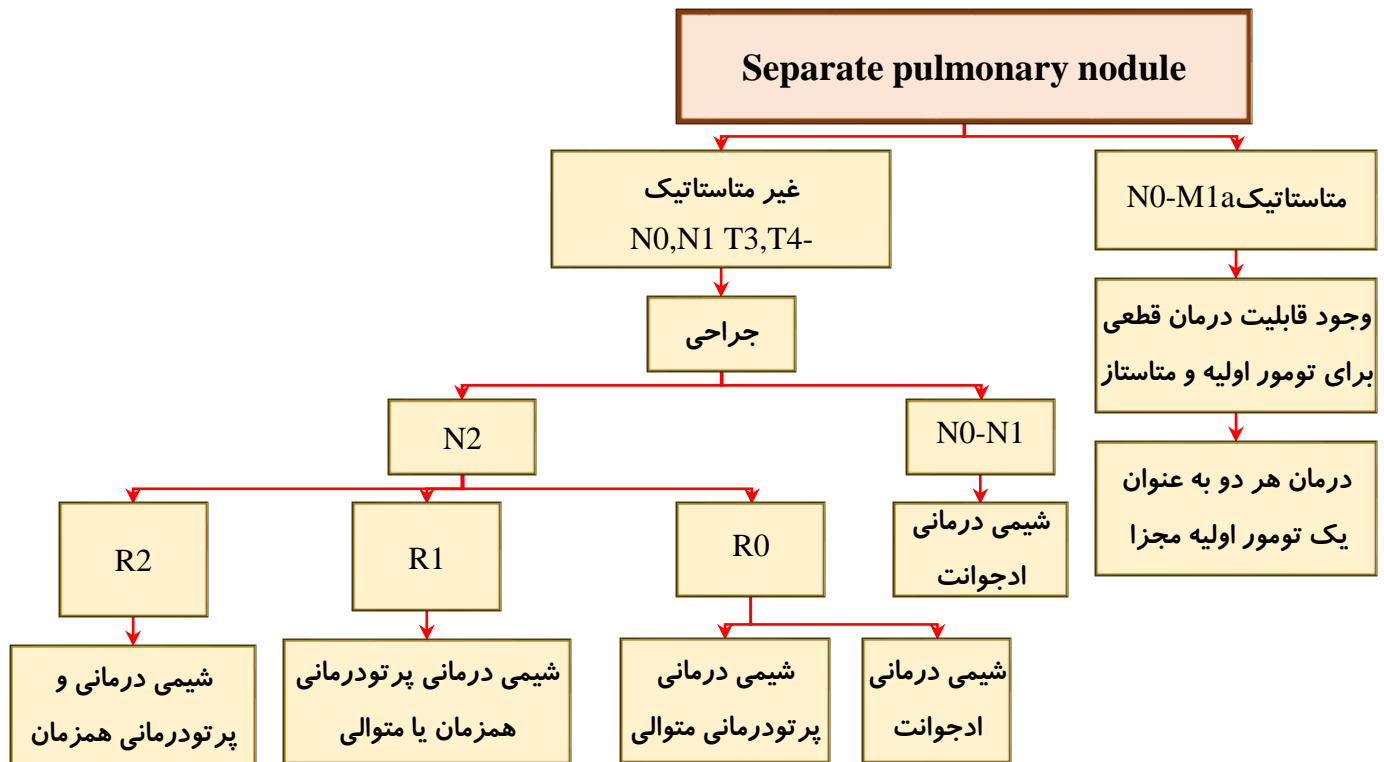 Separate pulmonary nodule
غیر متاستاتیک
N0,N1 T3,T4-
متاستاتیکN0-M1a
جراحی
وجود قابلیت درمان قطعی
برای تومور اولیه و متاستاز
N2
N0-N1
درمان هر دو به عنوان
یک تومور اولیه مجزا
R2
R1
R0
شیمی درمانی
ادجوانت
شیمی درمانی و
پرتودرمانی همزمان
شیمی درمانی پرتودرمانی
همزمان یا متوالی
شیمی درمانی
پرتودرمانی متوالی
شیمی درمانی
ادجوانت